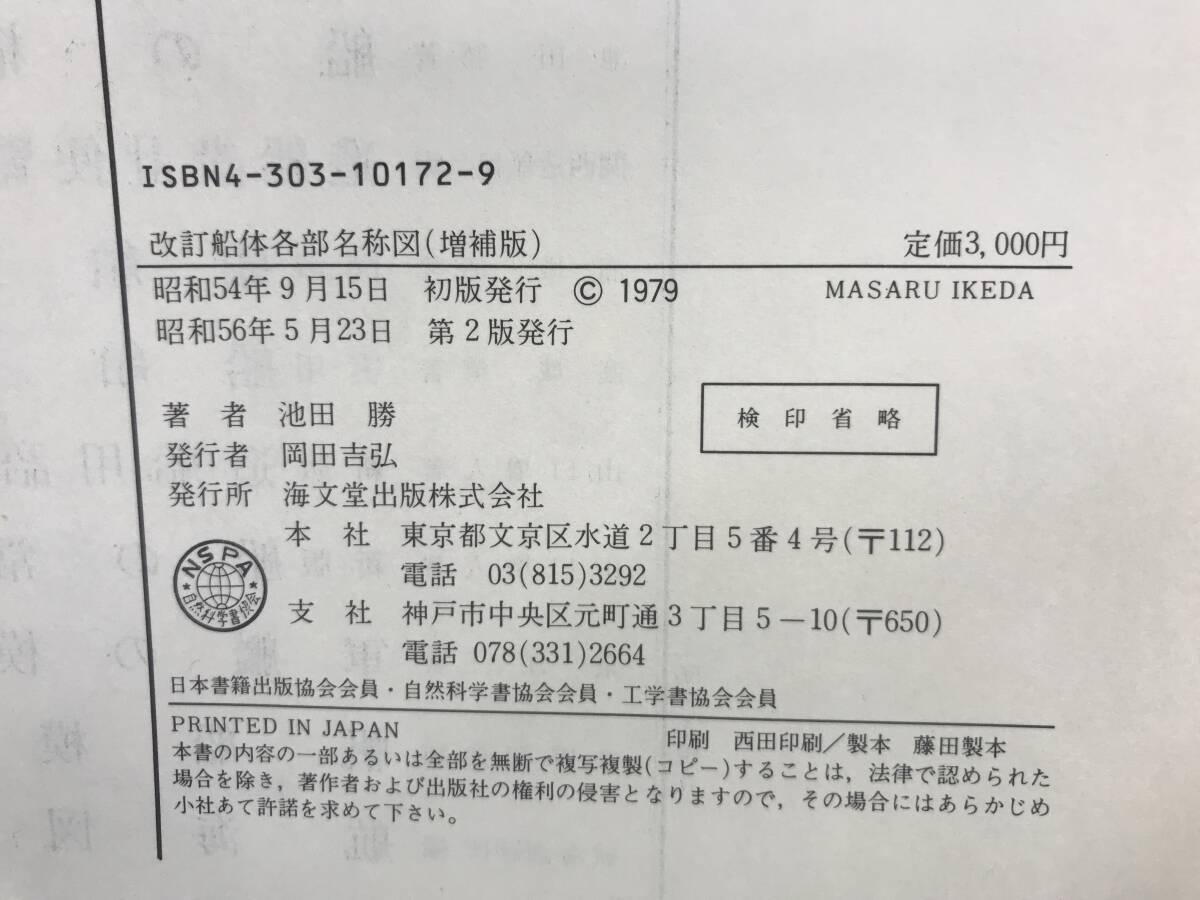 ISBN4-303-10172-9
改訂船体各部名称図(増補版) 定価3,000円
昭和54年9月15日 初版発行 © 1979 MASARU IKEDA
昭和56年5月23日 第2版発行
検印省略
著者 池田 勝
発行者 岡田吉弘
発行所 海文堂出版株式会社
本社 東京都文京区水道2丁目5番4号(〒112)
電話 03(815)3292
支社 神戸市中央区元町通3丁目5-10(〒650)
電話 078(331)2664
NSPA
自然科学書協会
日本書籍出版協会会員・自然科学書協会会員・工学書協会会員
PRINTED IN JAPAN 印刷 西田印刷/製本 藤田製本
本書の内容の一部あるいは全部を無断で複写複製(コピー)することは,法律で認められた
場合を除き,著作者および出版社の権利の侵害となりますので,その場合にはあらかじめ
小社あて許諾を求めて下さい。